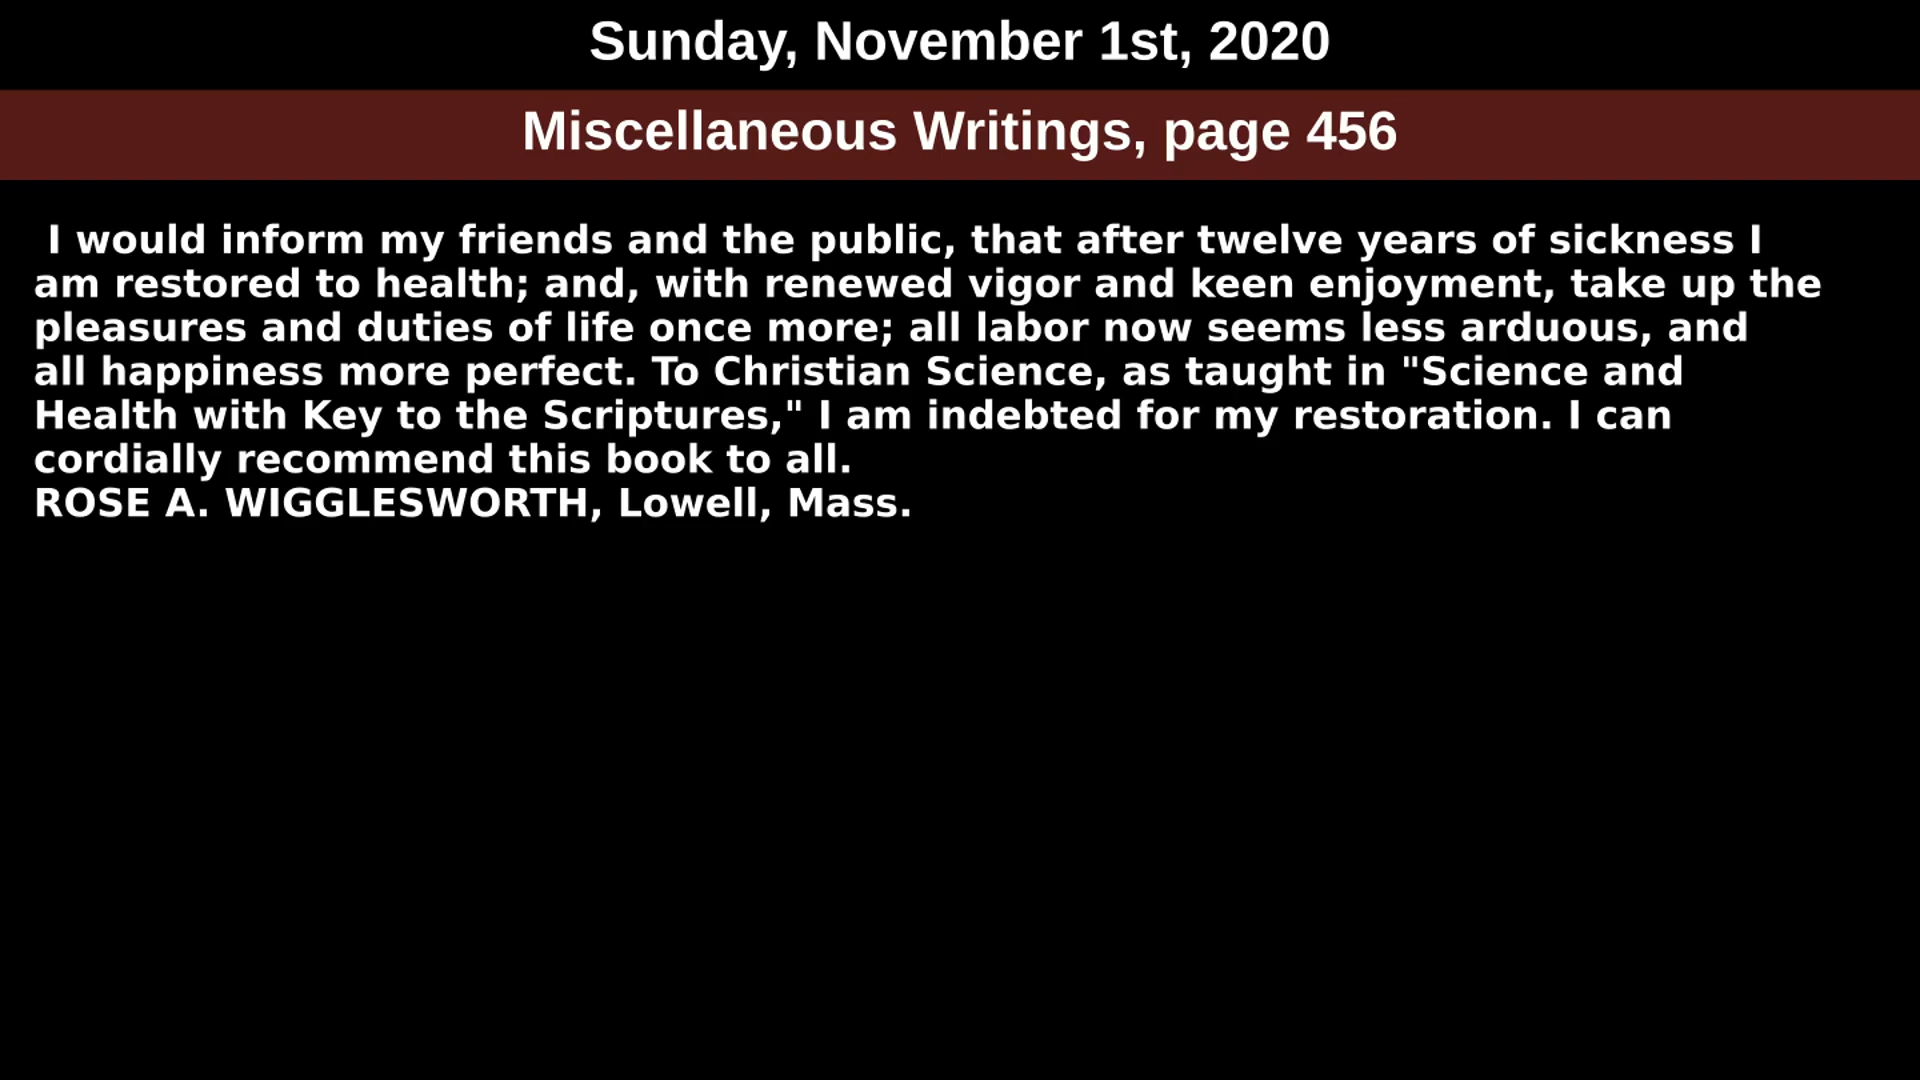 Sunday, November 1st, 2020
Miscellaneous Writings, page 456
I would inform my friends and the public, that after twelve years of sickness I
am restored to health; and, with renewed vigor and keen enjoyment, take up the
pleasures and duties of life once more; all labor now seems less arduous, and
all happiness more perfect. To Christian Science, as taught in "Science and
Health with Key to the Scriptures," I am indebted for my restoration. I can
cordially recommend this book to all.
ROSE A. WIGGLESWORTH, Lowell, Mass.